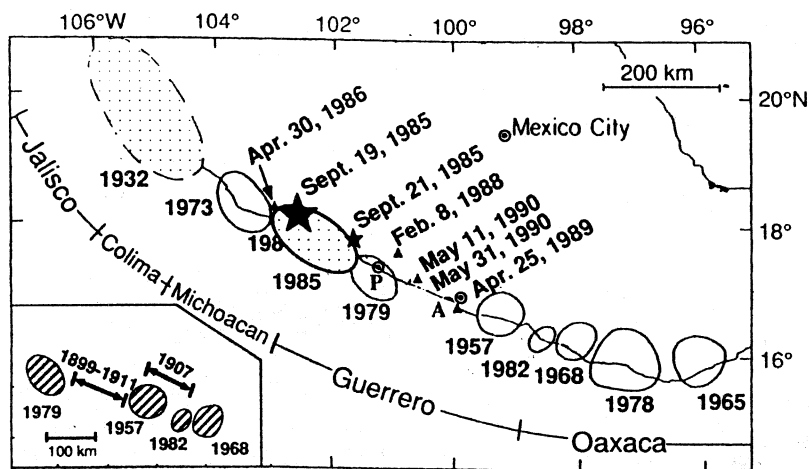 106°W
104°
102°
100°
98°
96°
200 km
20°N
Apr. 30, 1986
Sept. 19, 1985
Mexico City
Sept. 21, 1985
Feb. 8, 1988
May 11, 1990
May 31, 1990
Apr. 25, 1989
1932
1973
198
1985
P
1979
A
18°
1957
1982
1968
1978
1965
16°
Jalisco
Colima
Michoacan
Guerrero
Oaxaca
1899-1911
1907
1979
1957
1982
1968
100 km